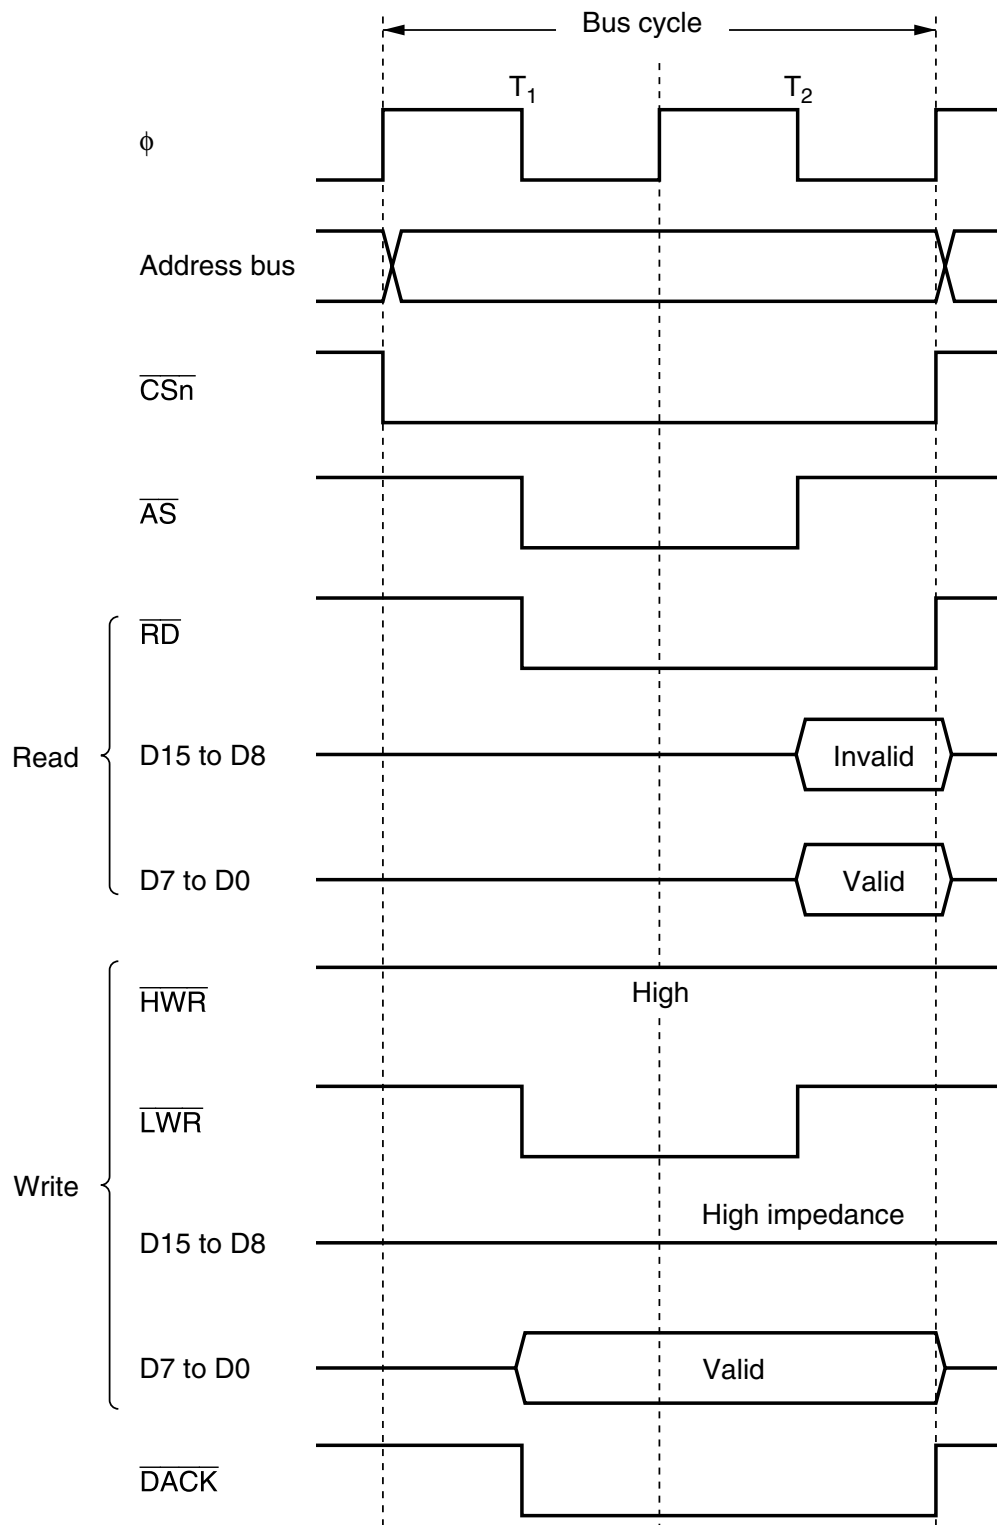 Bus cycle
T1
T2
ϕ
Address bus
CSn
AS
RD
Read
D15 to D8
Invalid
D7 to D0
Valid
HWR
High
LWR
Write
High impedance
D15 to D8
D7 to D0
Valid
DACK